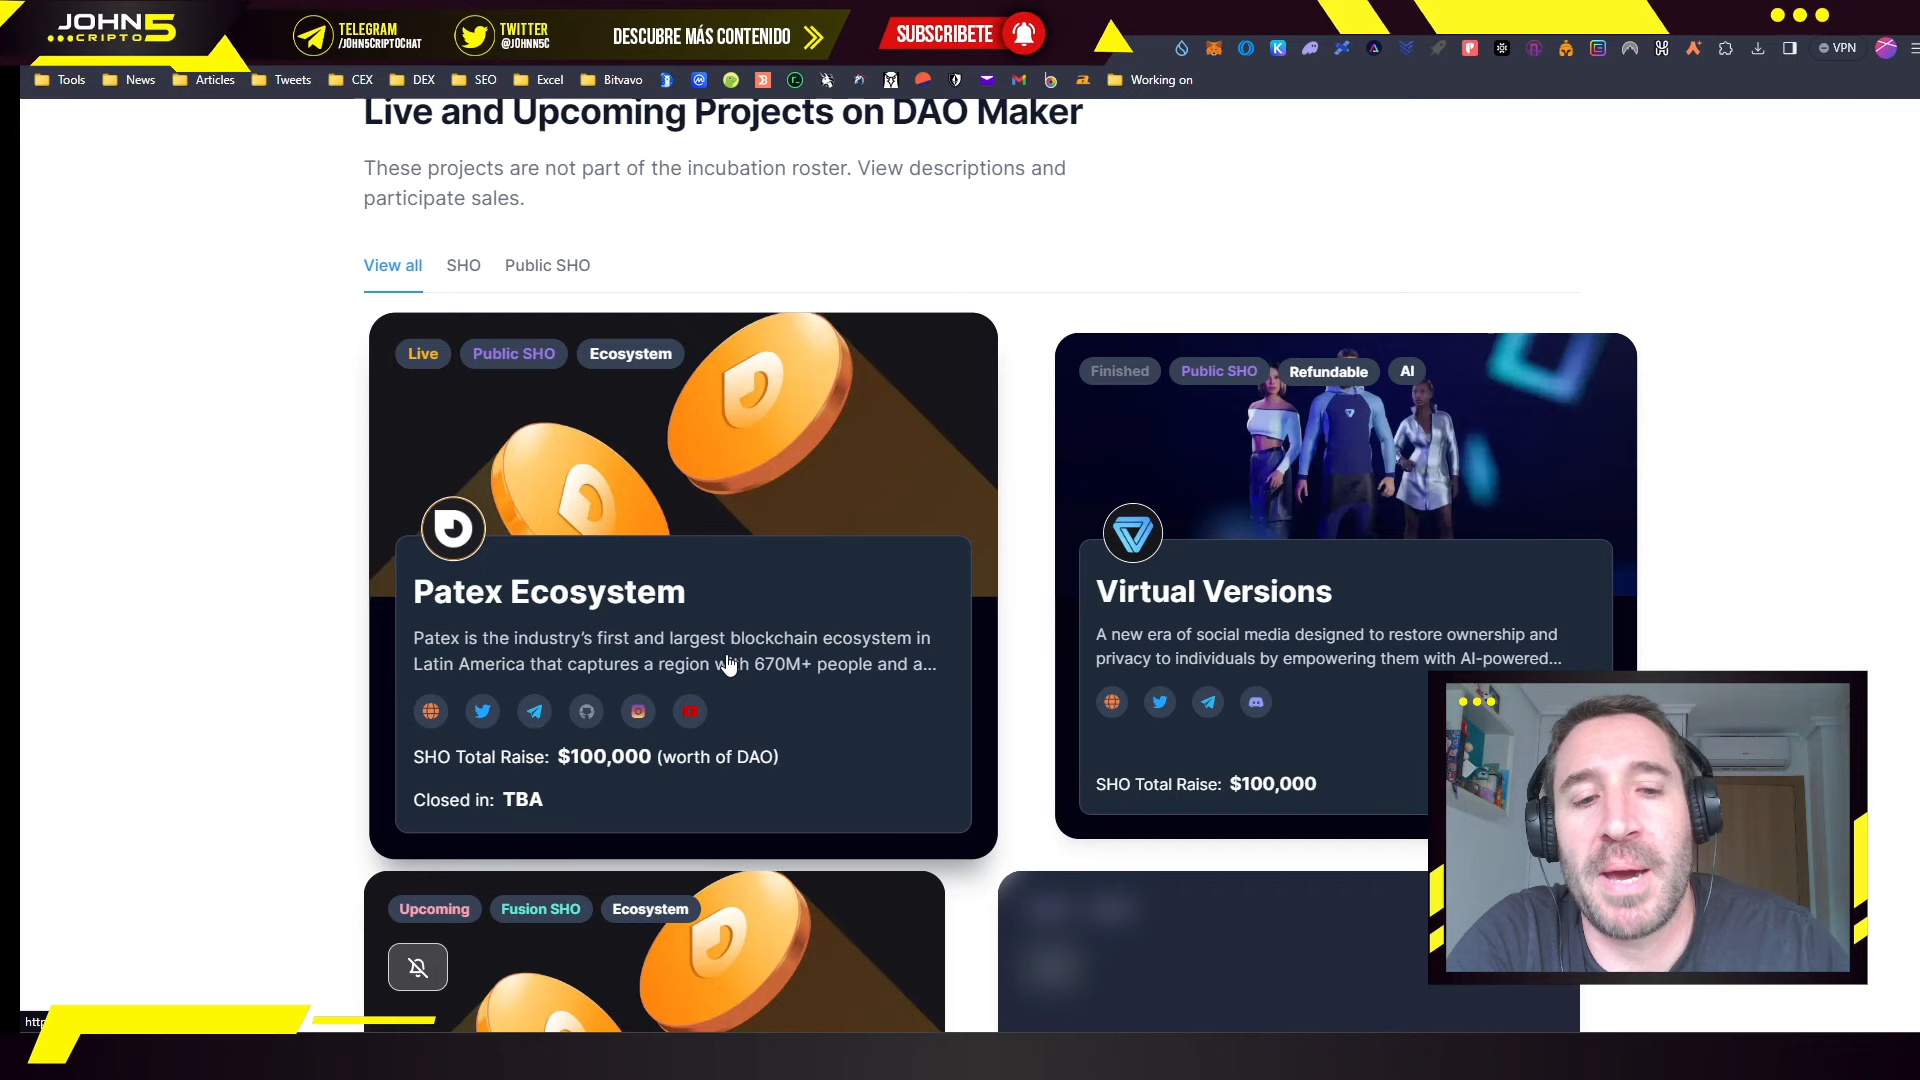 JOHN5
CRIPTO
TELEGRAM
/JOHN5CRIPTOCHAT
TWITTER
@J0HNN5C
DESCUBRE MÁS CONTENIDO
SUBSCRIBETE
VPN
Tools
News
Articles
Tweets
CEX
DEX
SEO
Excel
Bitvavo
Working on
Live and Upcoming Projects on DAO Maker
These projects are not part of the incubation roster. View descriptions and
participate sales.
View all
SHO
Public SHO
Live
Public SHO
Ecosystem
Patex Ecosystem
Patex is the industry's first and largest blockchain ecosystem in
Latin America that captures a region with 670M+ people and a...
SHO Total Raise: $100,000 (worth of DAO)
Closed in: TBA
Finished
Public SHO
Refundable
AI
Virtual Versions
A new era of social media designed to restore ownership and
privacy to individuals by empowering them with AI-powered...
SHO Total Raise: $100,000
Upcoming
Fusion SHO
Ecosystem